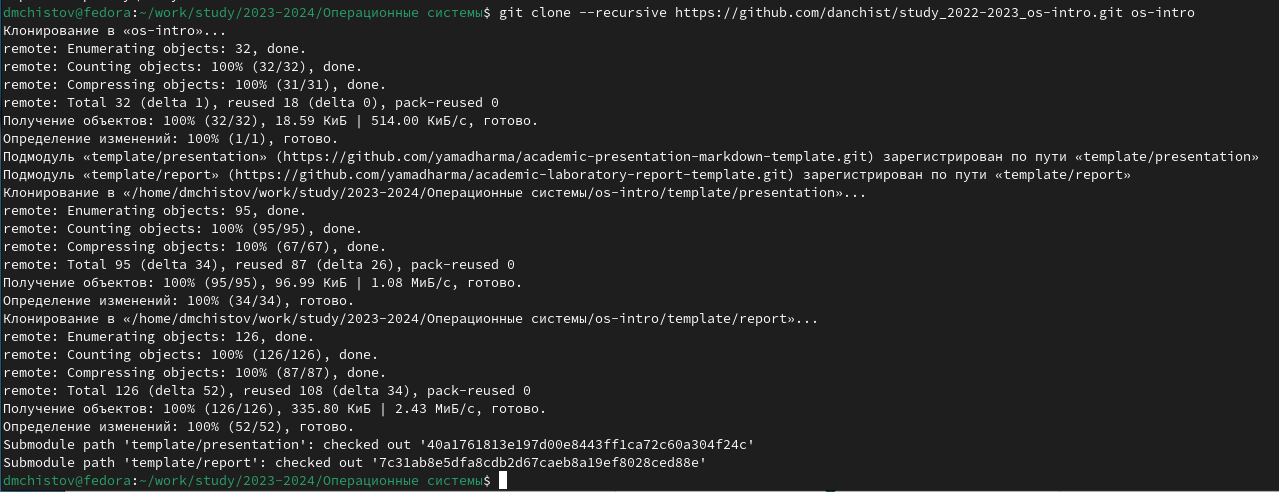 dmchistov@fedora:~/work/study/2023-2024/Операционные системы$ git clone --recursive https://github.com/danchist/study_2022-2023_os-intro.git os-intro
Клонирование в «os-intro»...
remote: Enumerating objects: 32, done.
remote: Counting objects: 100% (32/32), done.
remote: Compressing objects: 100% (31/31), done.
remote: Total 32 (delta 1), reused 18 (delta 0), pack-reused 0
Получение объектов: 100% (32/32), 18.59 КиБ | 514.00 КиБ/с, готово.
Определение изменений: 100% (1/1), готово.
Подмодуль «template/presentation» (https://github.com/yamadharma/academic-presentation-markdown-template.git) зарегистрирован по пути «template/presentation»
Подмодуль «template/report» (https://github.com/yamadharma/academic-laboratory-report-template.git) зарегистрирован по пути «template/report»
Клонирование в «/home/dmchistov/work/study/2023-2024/Операционные системы/os-intro/template/presentation»...
remote: Enumerating objects: 95, done.
remote: Counting objects: 100% (95/95), done.
remote: Compressing objects: 100% (67/67), done.
remote: Total 95 (delta 34), reused 87 (delta 26), pack-reused 0
Получение объектов: 100% (95/95), 96.99 КиБ | 1.08 МиБ/с, готово.
Определение изменений: 100% (34/34), готово.
Клонирование в «/home/dmchistov/work/study/2023-2024/Операционные системы/os-intro/template/report»...
remote: Enumerating objects: 126, done.
remote: Counting objects: 100% (126/126), done.
remote: Compressing objects: 100% (87/87), done.
remote: Total 126 (delta 52), reused 108 (delta 34), pack-reused 0
Получение объектов: 100% (126/126), 335.80 КиБ | 2.43 МиБ/с, готово.
Определение изменений: 100% (52/52), готово.
Submodule path 'template/presentation': checked out '40a1761813e197d00e8443ff1ca72c60a304f24c'
Submodule path 'template/report': checked out '7c31ab8e5dfa8cdb2d67caeb8a19ef8028ced88e'
dmchistov@fedora:~/work/study/2023-2024/Операционные системы$